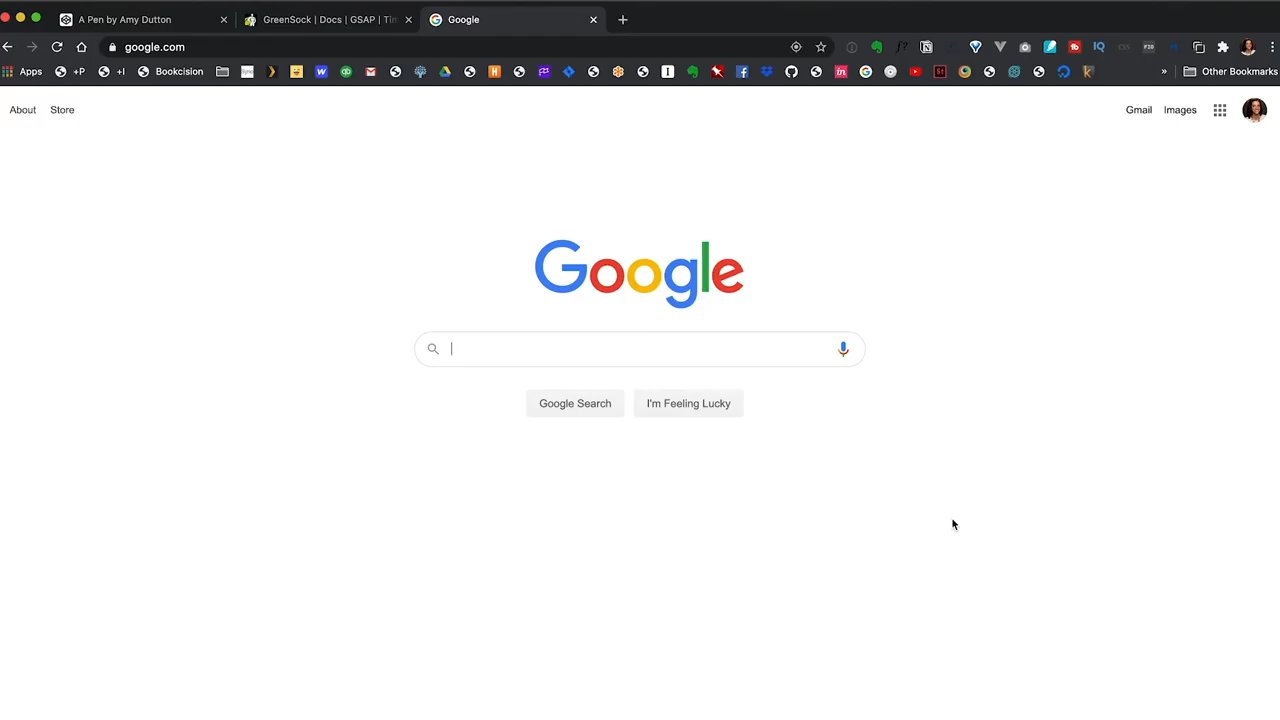 A Pen by Amy Dutton
GreenSock | Docs | GSAP | Tim
Google
google.com
Apps
+P
+I
Bookcision
Other Bookmarks
About
Store
Gmail
Images
Google
Google Search
I'm Feeling Lucky